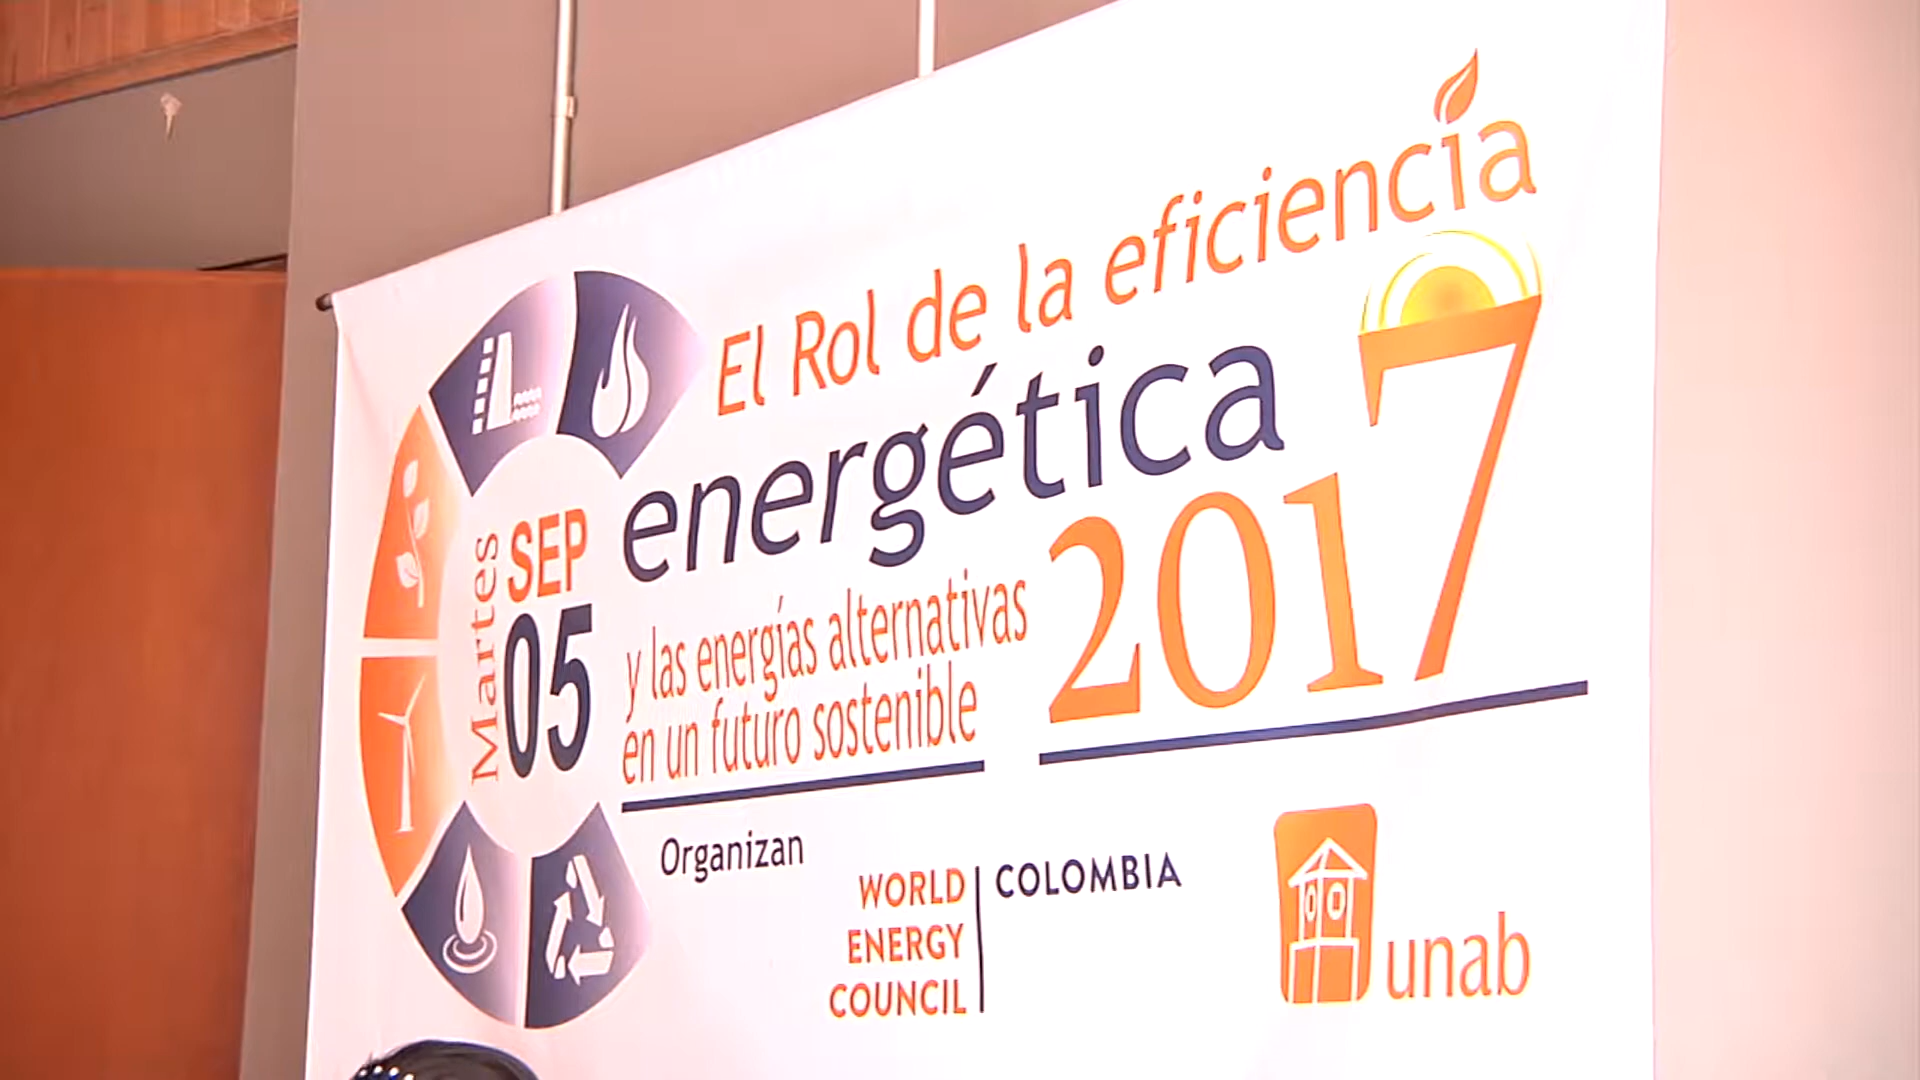 El Rol de la eficiencia
energética
2017
Martes
SEP
05
y las energías alternativas
en un futuro sostenible
Organizan
WORLD
ENERGY
COUNCIL
COLOMBIA
unab